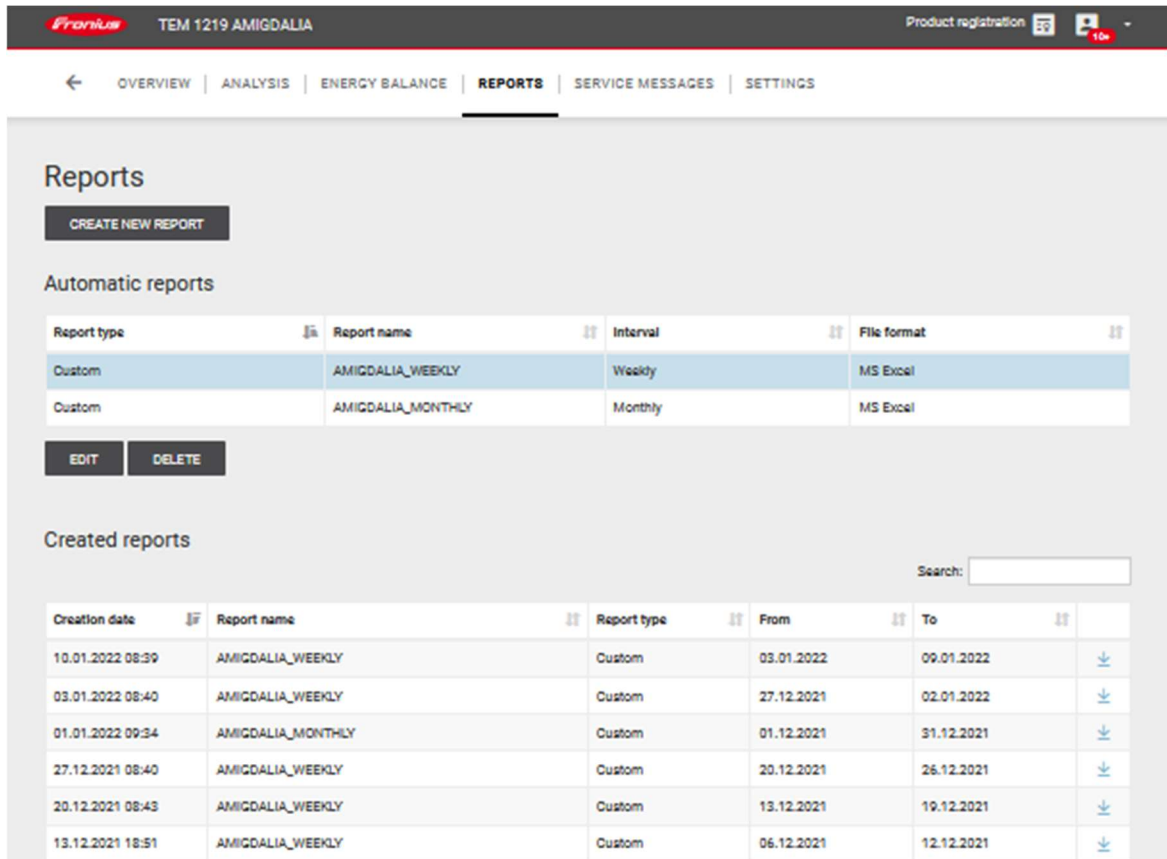 Fronius TEM 1219 AMIGDALIA Product registration 10+
OVERVIEW | ANALYSIS | ENERGY BALANCE | REPORTS | SERVICE MESSAGES | SETTINGS
Reports
CREATE NEW REPORT
Automatic reports
Report type Report name Interval File format
Custom AMIGDALIA_WEEKLY Weekly MS Excel
Custom AMIGDALIA_MONTHLY Monthly MS Excel
EDIT DELETE
Created reports
Search:
Creation date Report name Report type From To
10.01.2022 08:39 AMIGDALIA_WEEKLY Custom 03.01.2022 09.01.2022
03.01.2022 08:40 AMIGDALIA_WEEKLY Custom 27.12.2021 02.01.2022
01.01.2022 09:34 AMIGDALIA_MONTHLY Custom 01.12.2021 31.12.2021
27.12.2021 08:40 AMIGDALIA_WEEKLY Custom 20.12.2021 26.12.2021
20.12.2021 08:43 AMIGDALIA_WEEKLY Custom 13.12.2021 19.12.2021
13.12.2021 18:51 AMIGDALIA_WEEKLY Custom 06.12.2021 12.12.2021